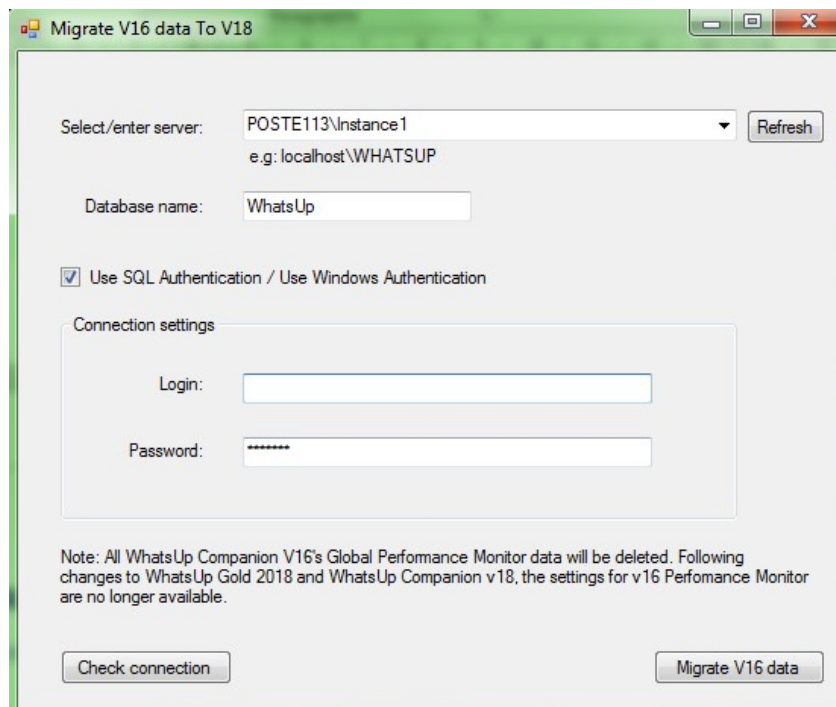 Migrate V16 data To V18
Select/enter server:
POSTE113\Instance1
Refresh
e.g: localhost\WHATSUP
Database name:
WhatsUp
Use SQL Authentication / Use Windows Authentication
Connection settings
Login:
Password:
*******
Note: All WhatsUp Companion V16's Global Performance Monitor data will be deleted. Following
changes to WhatsUp Gold 2018 and WhatsUp Companion v18, the settings for v16 Perfomance Monitor
are no longer available.
Check connection
Migrate V16 data